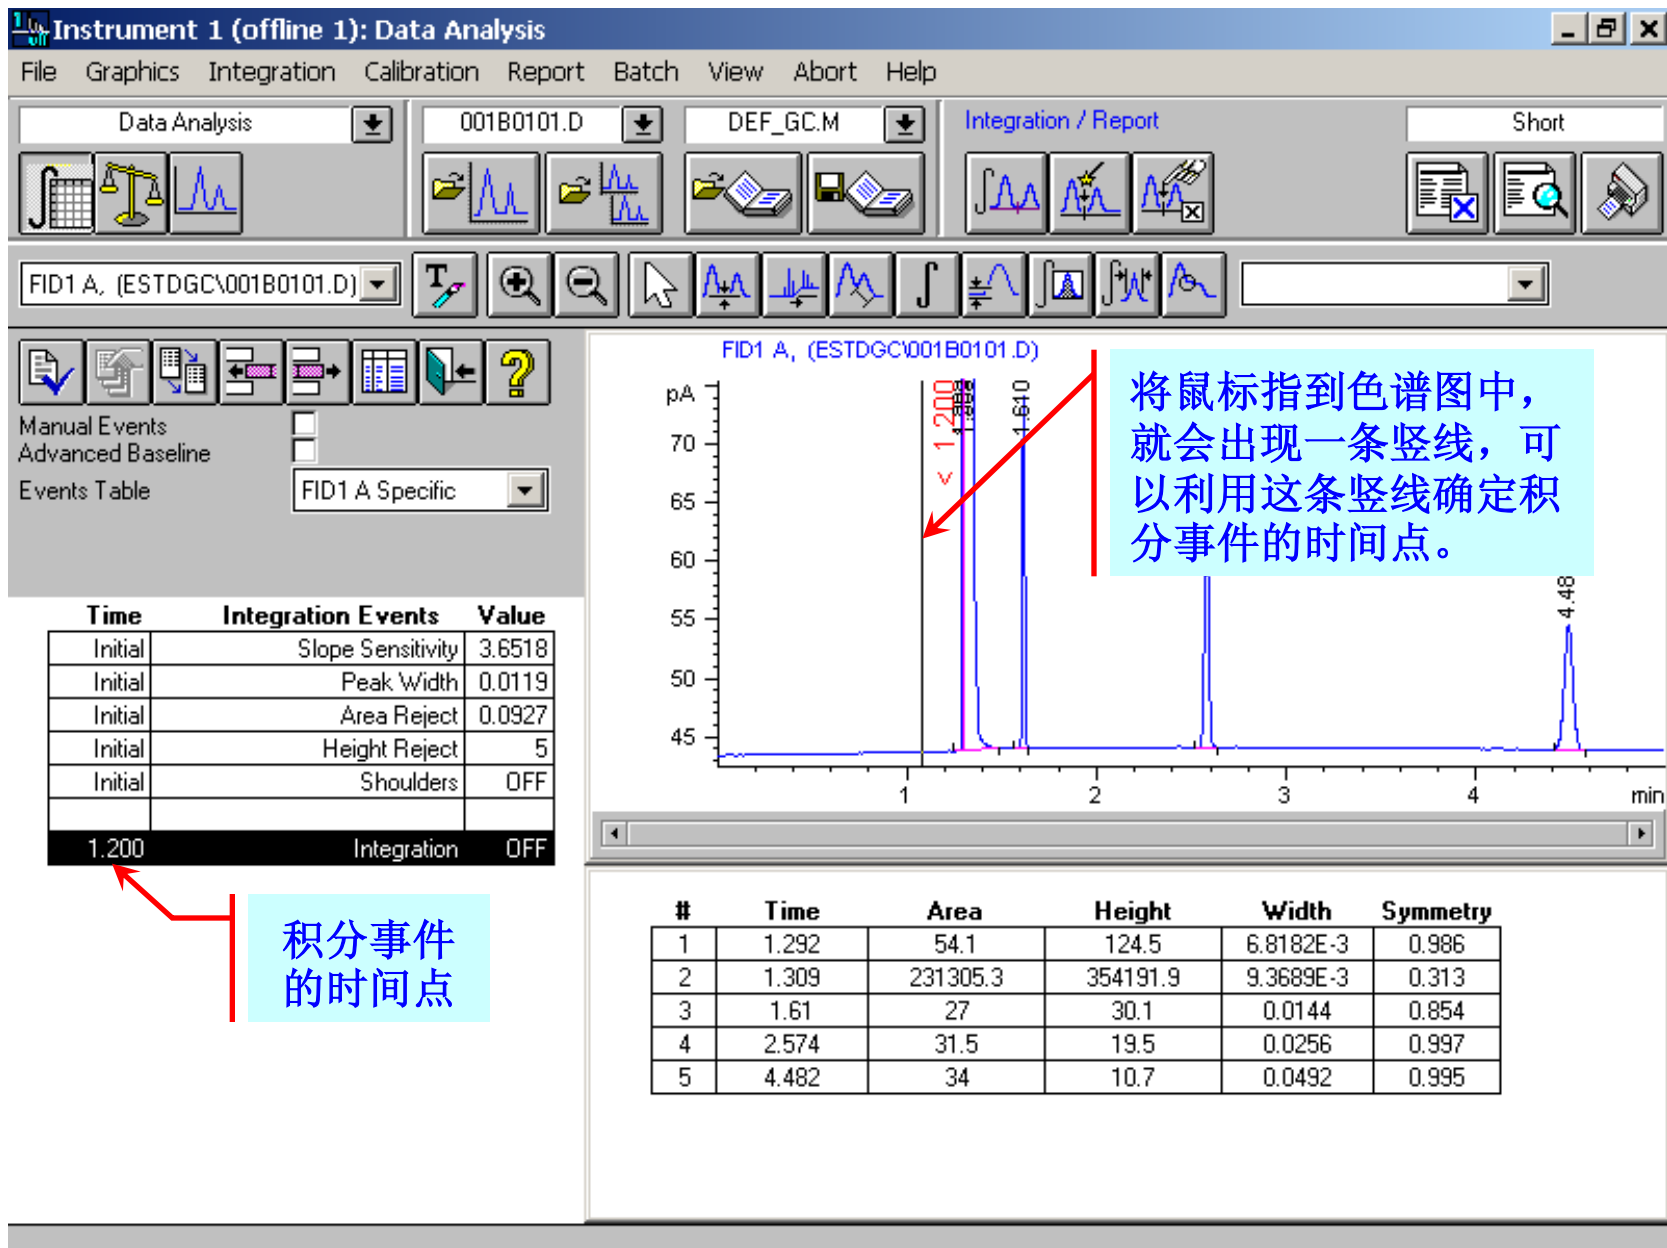 Instrument 1 (offline 1): Data Analysis
File Graphics Integration Calibration Report Batch View Abort Help
Data Analysis 001B0101.D DEF_GC.M Integration / Report Short
FID1 A, (ESTDGC\001B0101.D)
Manual Events
Advanced Baseline
Events Table FID1 A Specific
Time Integration Events Value
Initial Slope Sensitivity 3.6518
Initial Peak Width 0.0119
Initial Area Reject 0.0927
Initial Height Reject 5
Initial Shoulders OFF
1.200 Integration OFF
积分事件
的时间点
FID1 A, (ESTDGC\001B0101.D)
pA
70
65
60
55
50
45
< 1.200
1.610
4.48
1 2 3 4 min
将鼠标指到色谱图中，
就会出现一条竖线，可
以利用这条竖线确定积
分事件的时间点。
# Time Area Height Width Symmetry
1 1.292 54.1 124.5 6.8182E-3 0.986
2 1.309 231305.3 354191.9 9.3689E-3 0.313
3 1.61 27 30.1 0.0144 0.854
4 2.574 31.5 19.5 0.0256 0.997
5 4.482 34 10.7 0.0492 0.995